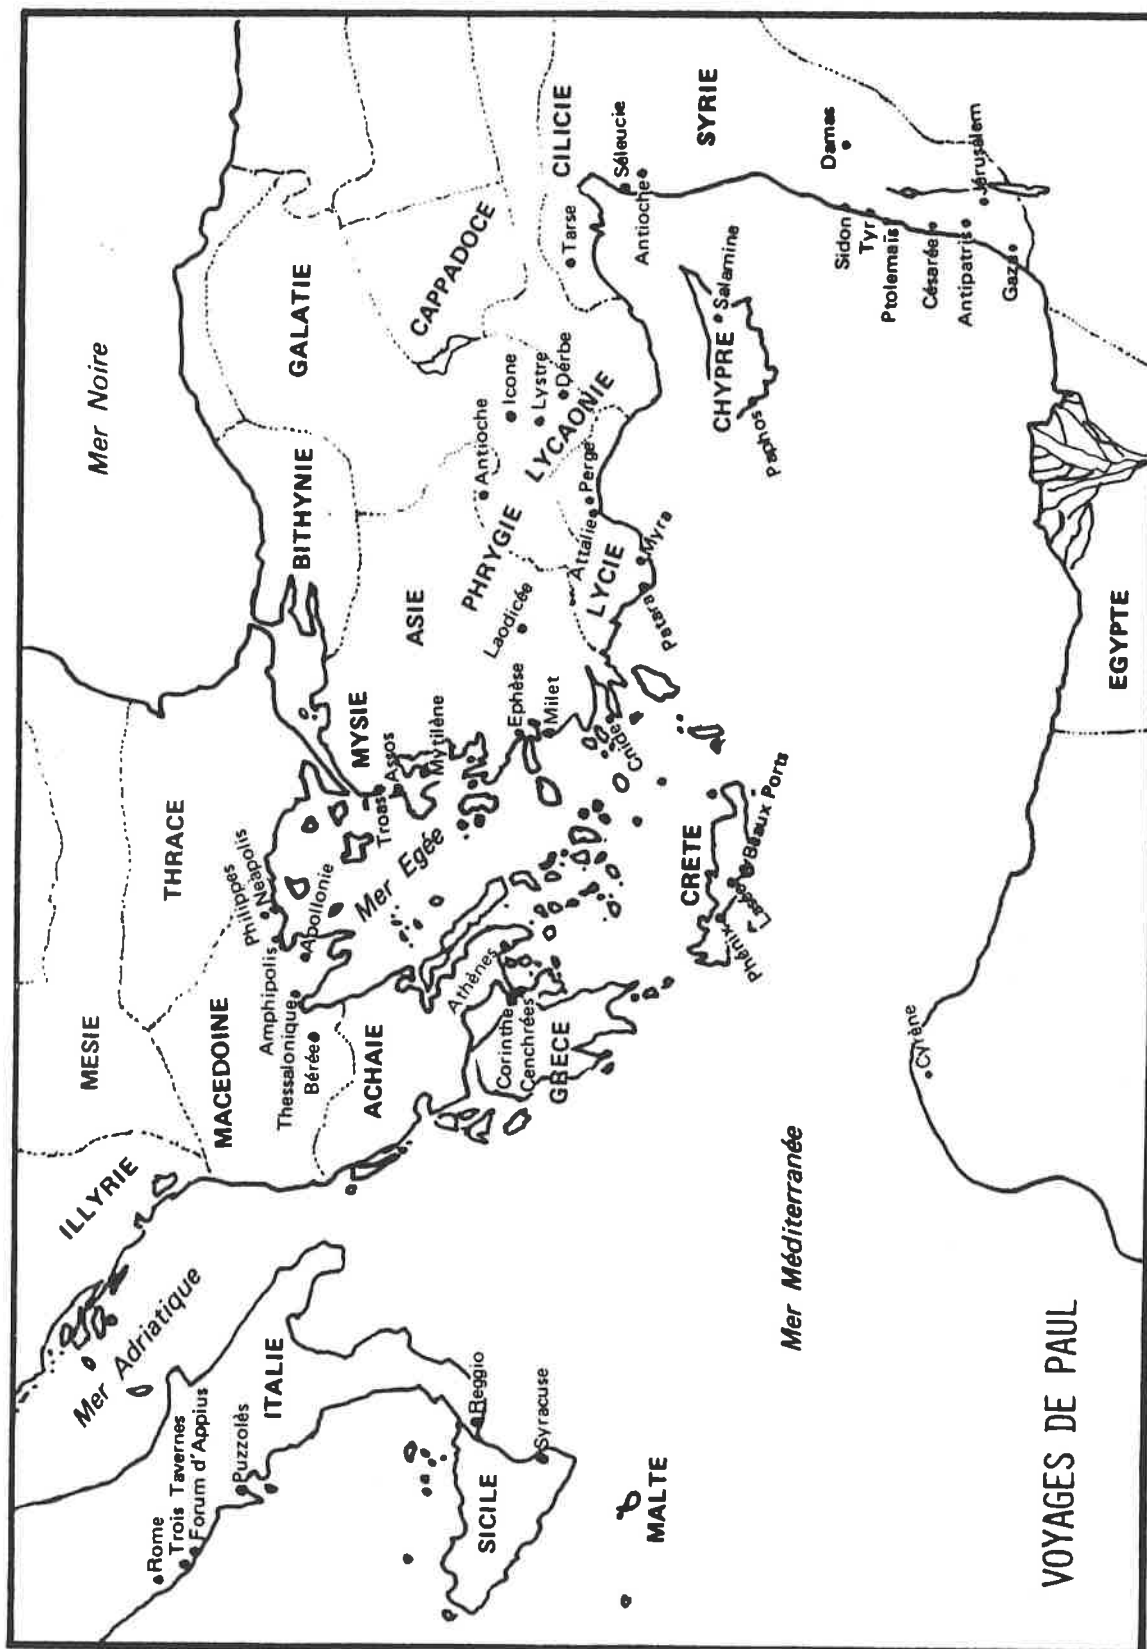 Mer Noire
MESIE
THRACE
ILLYRIE
MACEDOINE
BITHYNIE
GALATIE
CAPPADOCE
Mer Adriatique
Philippes
Neapolis
Amphipolis
Apollonie
Thessalonique
Bérée
ACHAIE
MYSIE
ASIE
Troas
Assos
Mytilène
Mer Egée
PHRYGIE
Antioche
Icone
Lystre
Derbe
LYCAONIE
CILICIE
Tarse
Séleucie
Antioche
SYRIE
Rome
Trois Tavernes
Forum d'Appius
Puzzolès
ITALIE
Reggio
SICILE
Syracuse
MALTE
Athènes
Corinthe
Cenchrées
GRECE
Laodicée
Ephèse
Milet
Cnide
Attalie
Perge
LYCIE
Patara
Myra
CHYPRE
Salamine
Paphos
CRETE
Phénix
Lasée
Beaux Ports
Damas
Sidon
Tyr
Ptolemaïs
Césarée
Antipatris
Jérusalem
Gaza
Mer Méditerranée
Cyrène
EGYPTE
VOYAGES DE PAUL